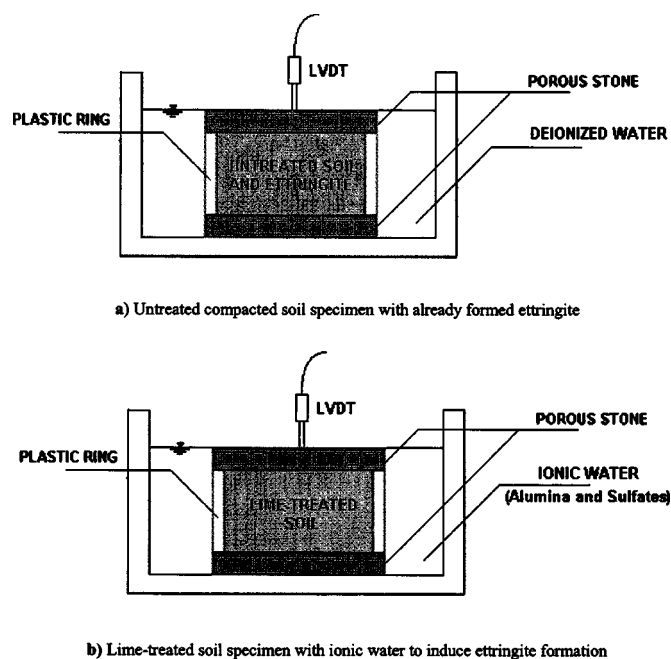 LVDT
POROUS STONE
PLASTIC RING
DEIONIZED WATER
UNTREATED SOIL
AND ETTRINGITE
a) Untreated compacted soil specimen with already formed ettringite
LVDT
POROUS STONE
PLASTIC RING
IONIC WATER
(Alumina and Sulfates)
LIME-TREATED
SOIL
b) Lime-treated soil specimen with ionic water to induce ettringite formation